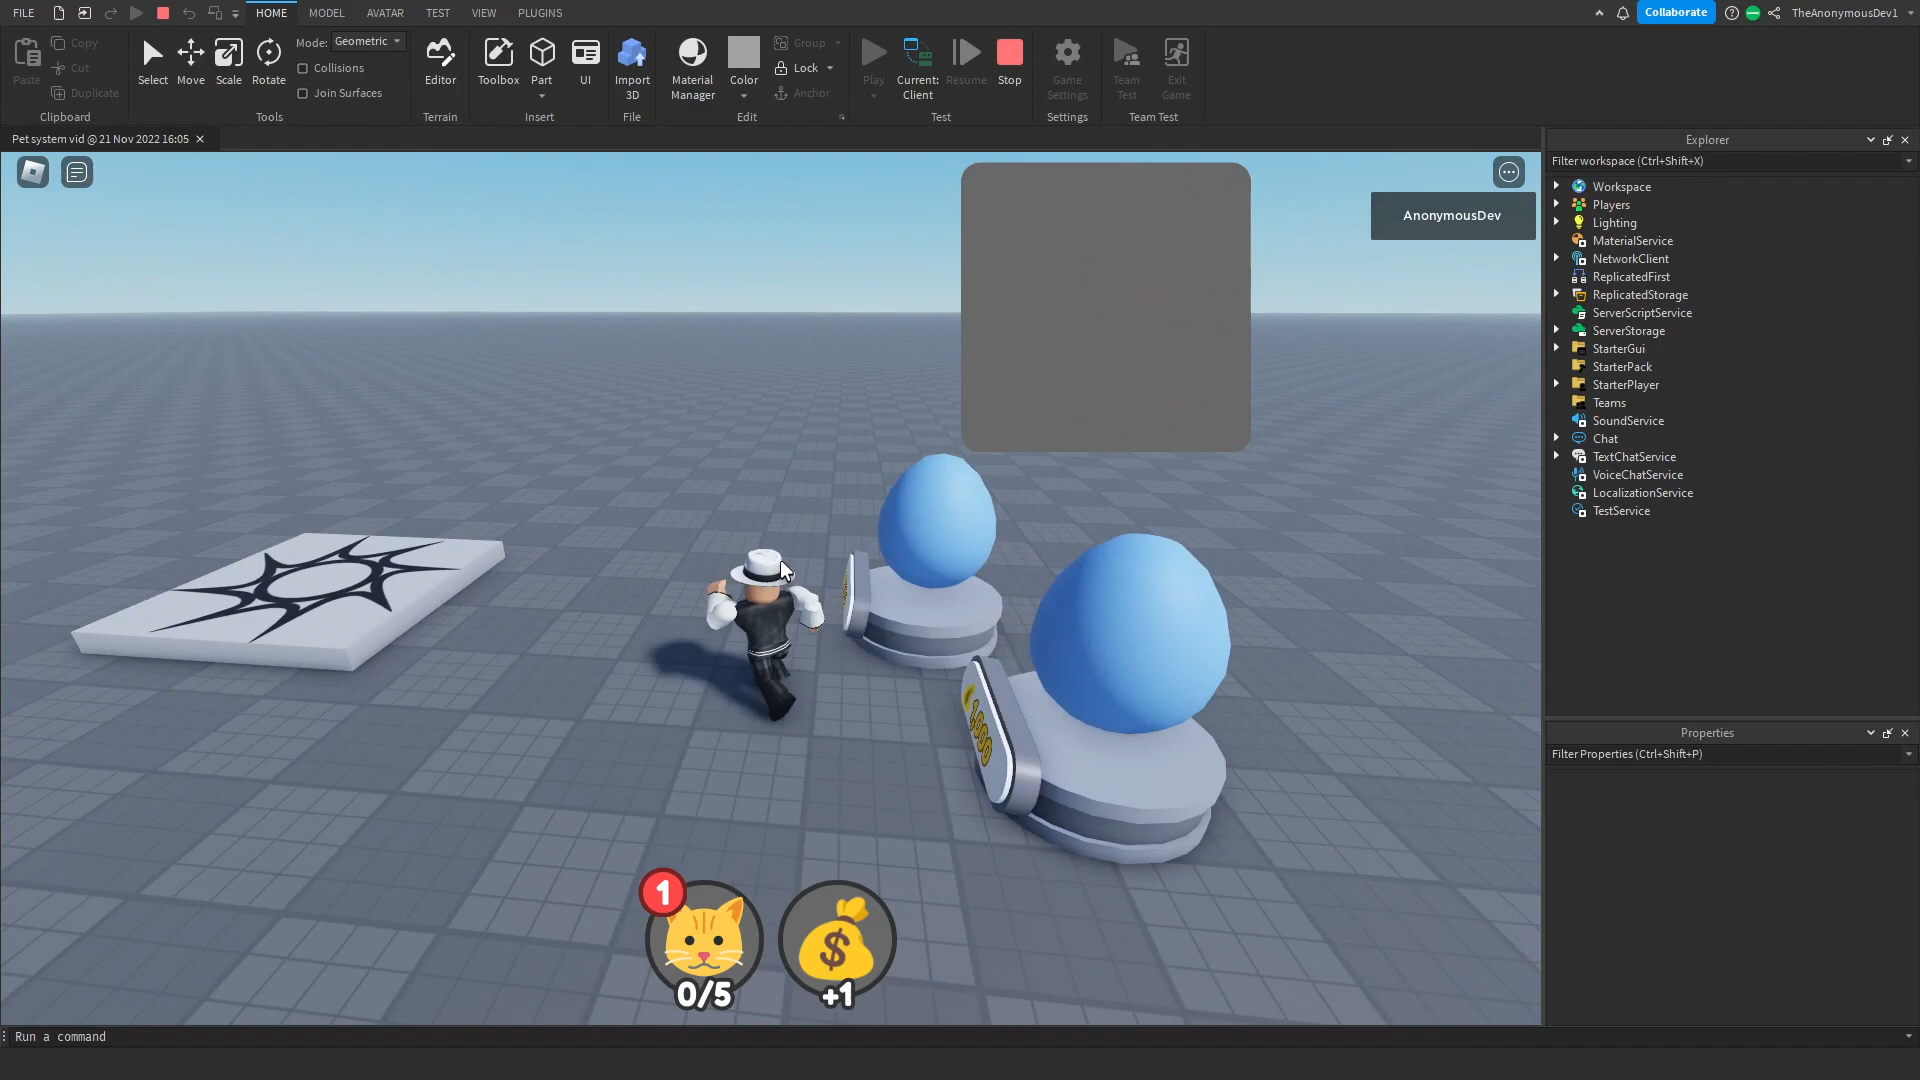 FILE
HOME
MODEL
AVATAR
TEST
VIEW
PLUGINS
Collaborate
TheAnonymousDev1
Paste
Copy
Cut
Duplicate
Clipboard
Select
Move
Scale
Rotate
Mode: Geometric
Collisions
Join Surfaces
Tools
Editor
Terrain
Toolbox
Part
UI
Insert
Import
3D
File
Material
Manager
Color
Group
Lock
Anchor
Edit
Play
Current:
Client
Resume
Stop
Test
Game
Settings
Settings
Team
Test
Exit
Game
Team Test
Pet system vid @ 21 Nov 2022 16:05
AnonymousDev
1000
1
0/5
$
+1
Explorer
Filter workspace (Ctrl+Shift+X)
Workspace
Players
Lighting
MaterialService
NetworkClient
ReplicatedFirst
ReplicatedStorage
ServerScriptService
ServerStorage
StarterGui
StarterPack
StarterPlayer
Teams
SoundService
Chat
TextChatService
VoiceChatService
LocalizationService
TestService
Properties
Filter Properties (Ctrl+Shift+P)
Run a command